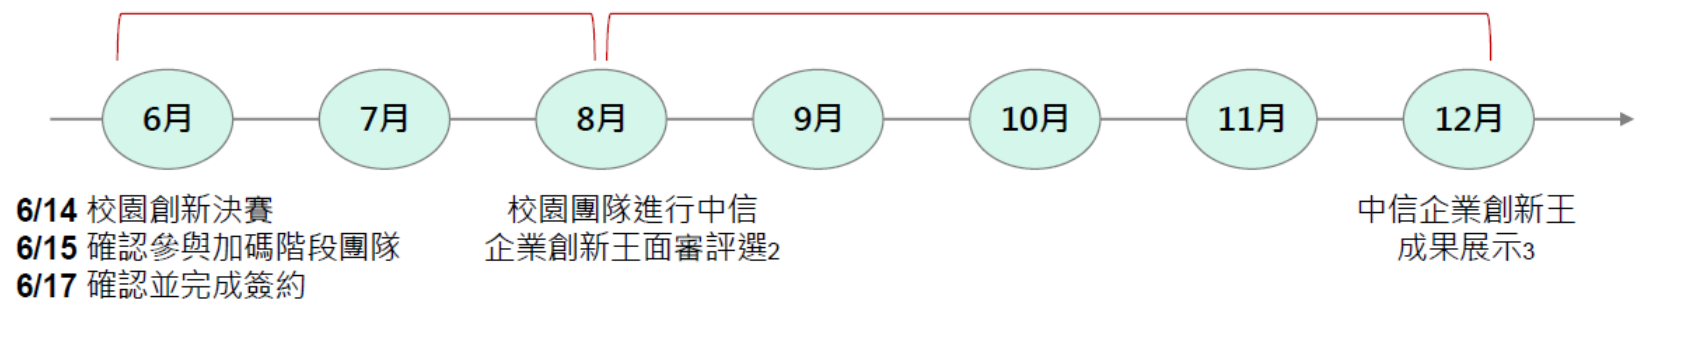 6月
7月
8月
9月
10月
11月
12月
6/14 校園創新決賽
6/15 確認參與加碼階段團隊
6/17 確認並完成簽約
校園團隊進行中信
企業創新王面審評選2
中信企業創新王
成果展示3